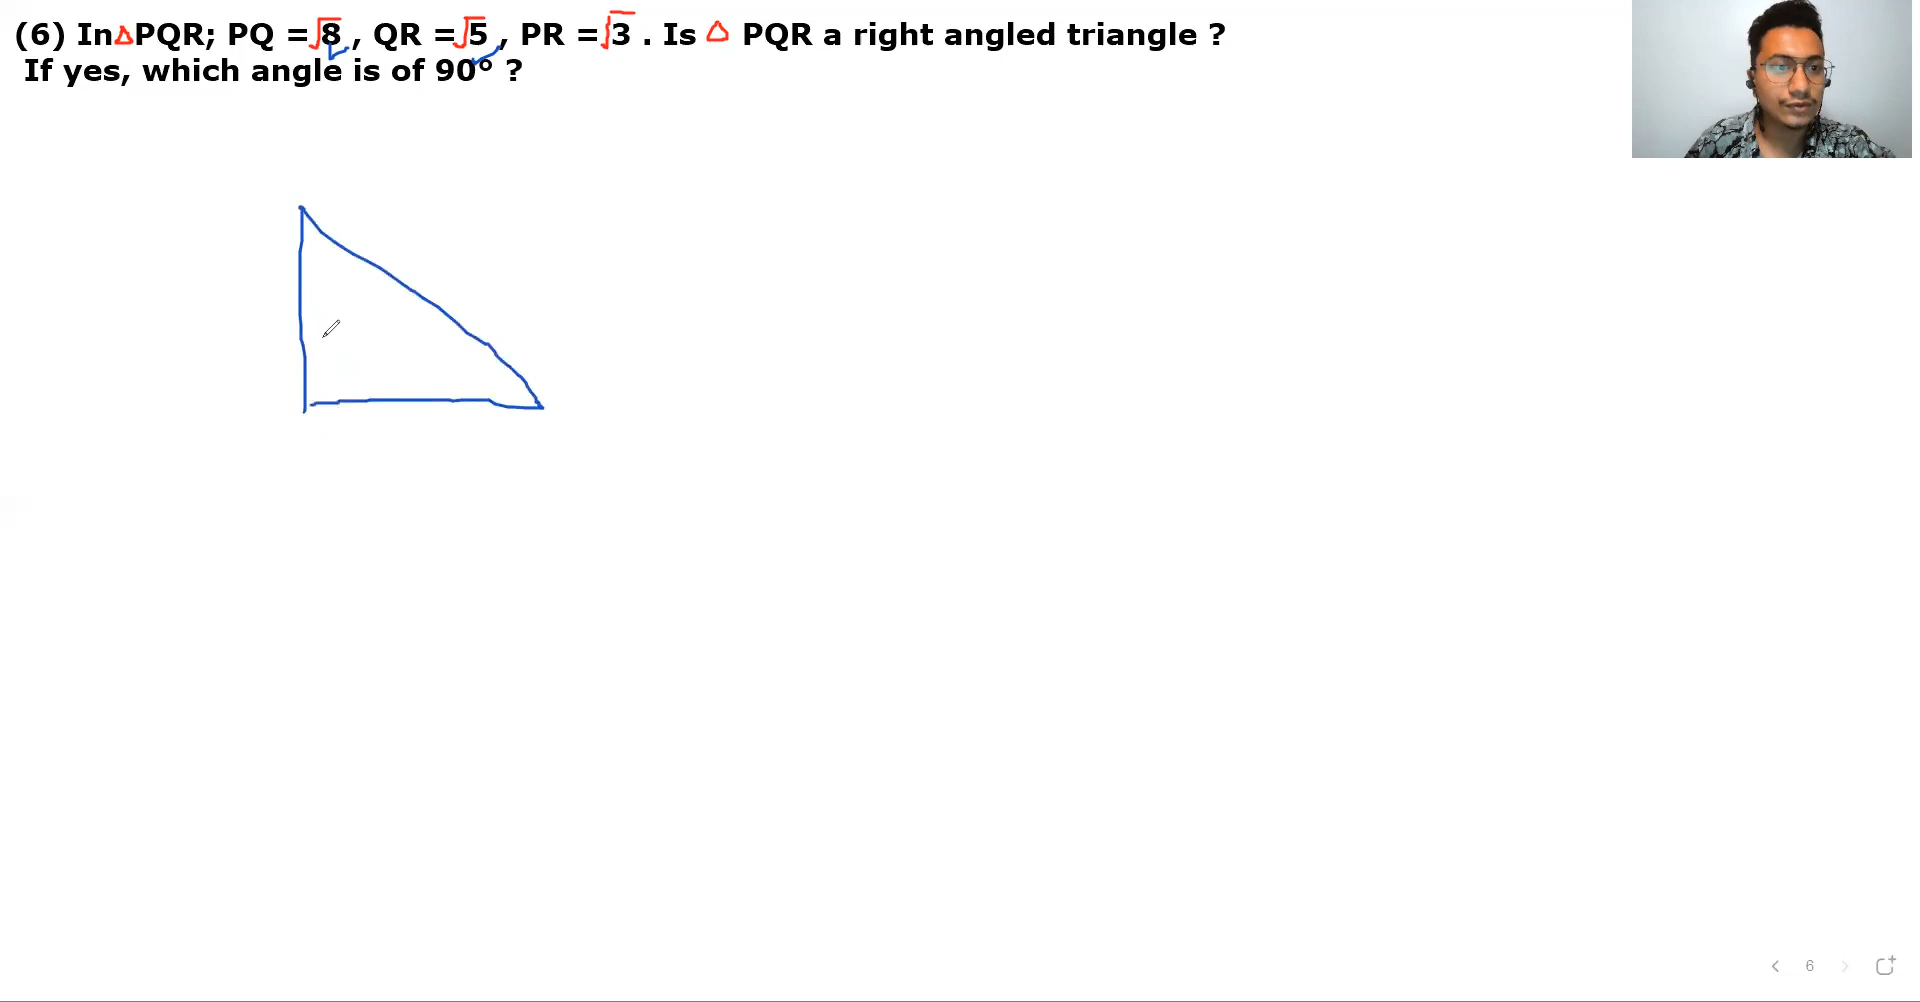 (6) In△PQR; PQ =√8 , QR =√5 , PR =√3 . Is △ PQR a right angled triangle ?
If yes, which angle is of 90° ?
6